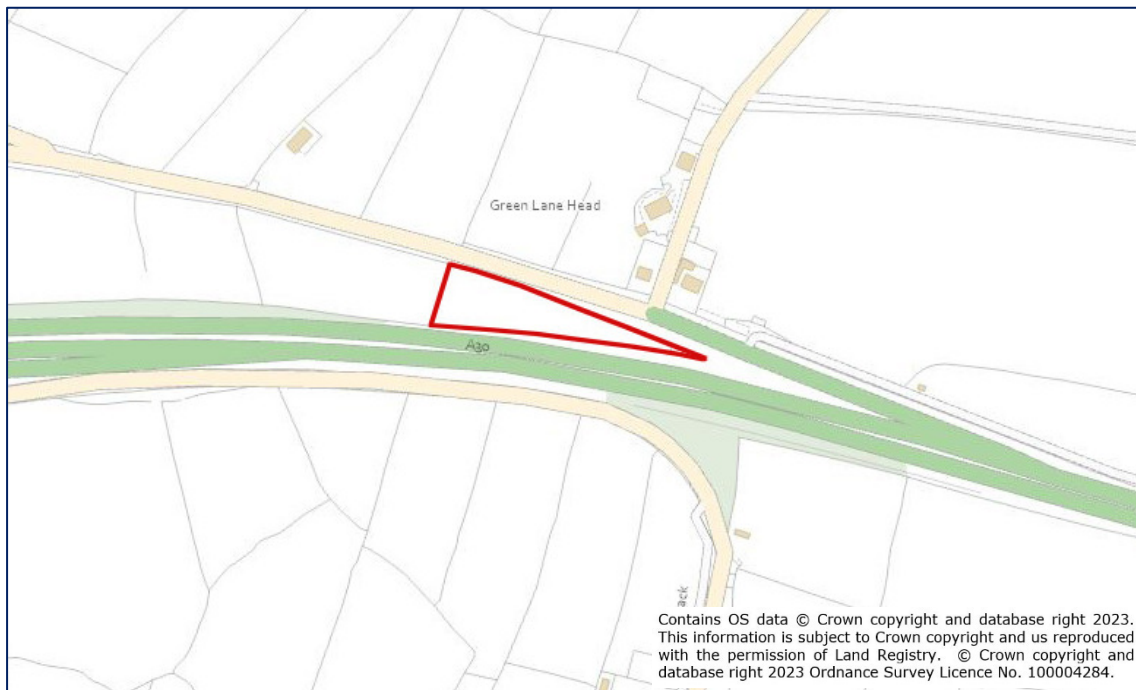 Green Lane Head
A30
ack
Contains OS data © Crown copyright and database right 2023.
This information is subject to Crown copyright and us reproduced
with the permission of Land Registry.  © Crown copyright and
database right 2023 Ordnance Survey Licence No. 100004284.